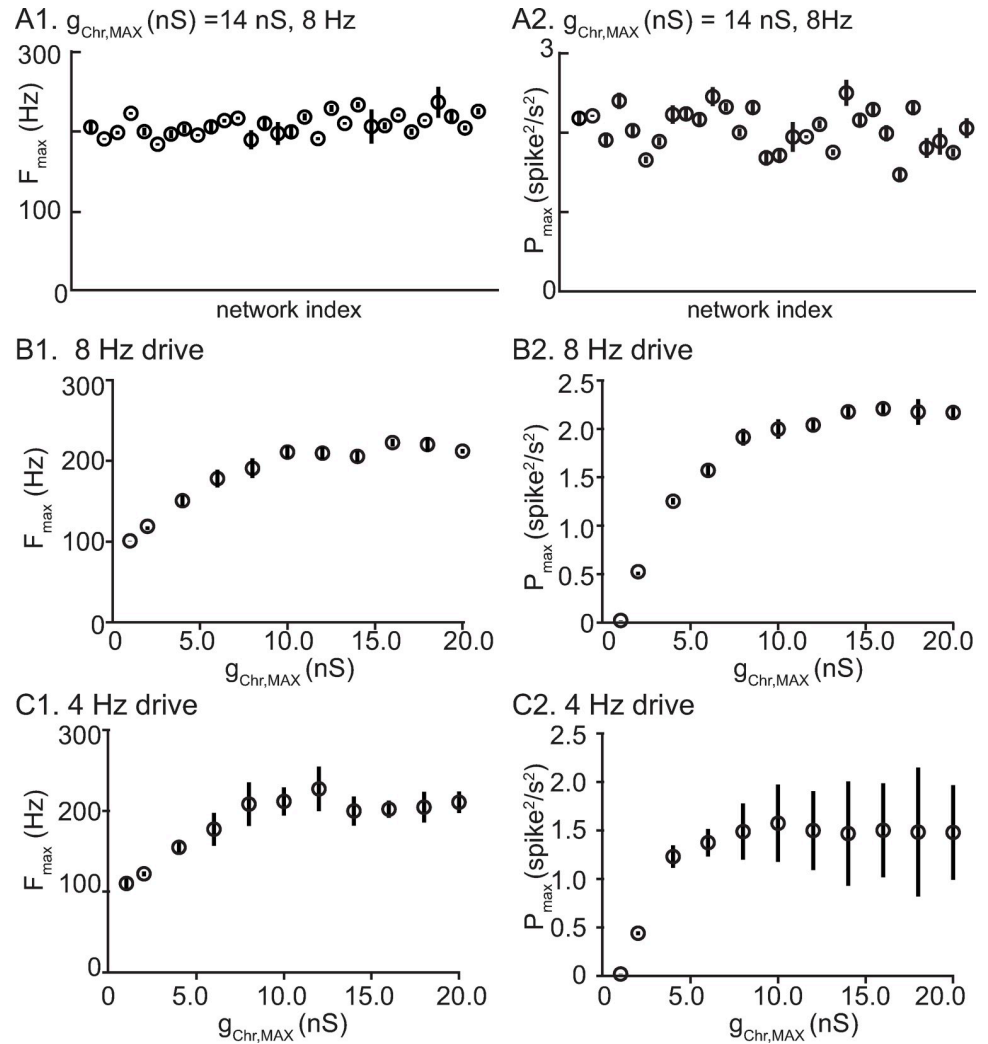 A1. gChr,MAX (nS) =14 nS, 8 Hz
300
100
0
Fmax (Hz)
network index
A2. gChr,MAX (nS) = 14 nS, 8Hz
3
0
Pmax (spike²/s²)
network index
B1. 8 Hz drive
300
200
100
0
Fmax (Hz)
0 5.0 10.0 15.0 20.0
gChr,MAX (nS)
B2. 8 Hz drive
2.5
2.0
1.5
1.0
0.5
0
Pmax (spike²/s²)
0 5.0 10.0 15.0 20.0
gChr,MAX (nS)
C1. 4 Hz drive
300
200
100
0
Fmax (Hz)
0 5.0 10.0 15.0 20.0
gChr,MAX (nS)
C2. 4 Hz drive
2.5
2.0
1.5
1.0
0.5
0
Pmax (spike²/s²)
0 5.0 10.0 15.0 20.0
gChr,MAX (nS)